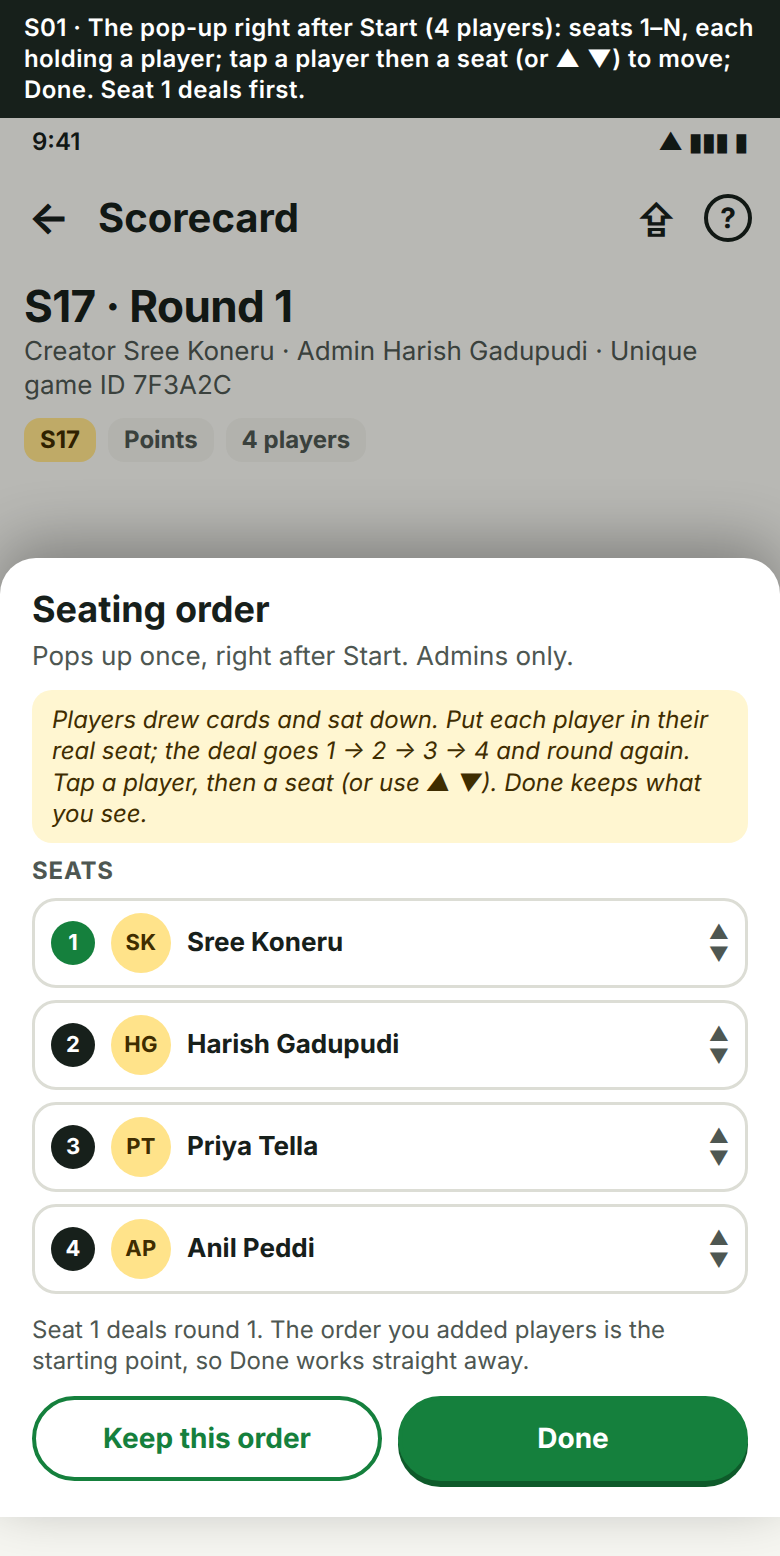 S01 · The pop-up right after Start (4 players): seats 1–N, each
holding a player; tap a player then a seat (or ▲ ▼) to move;
Done. Seat 1 deals first.
9:41
← Scorecard ?
S17 · Round 1
Creator Sree Koneru · Admin Harish Gadupudi · Unique
game ID 7F3A2C
S17 Points 4 players
Seating order
Pops up once, right after Start. Admins only.
Players drew cards and sat down. Put each player in their
real seat; the deal goes 1 → 2 → 3 → 4 and round again.
Tap a player, then a seat (or use ▲ ▼). Done keeps what
you see.
SEATS
1 SK Sree Koneru ▲ ▼
2 HG Harish Gadupudi ▲ ▼
3 PT Priya Tella ▲ ▼
4 AP Anil Peddi ▲ ▼
Seat 1 deals round 1. The order you added players is the
starting point, so Done works straight away.
Keep this order Done